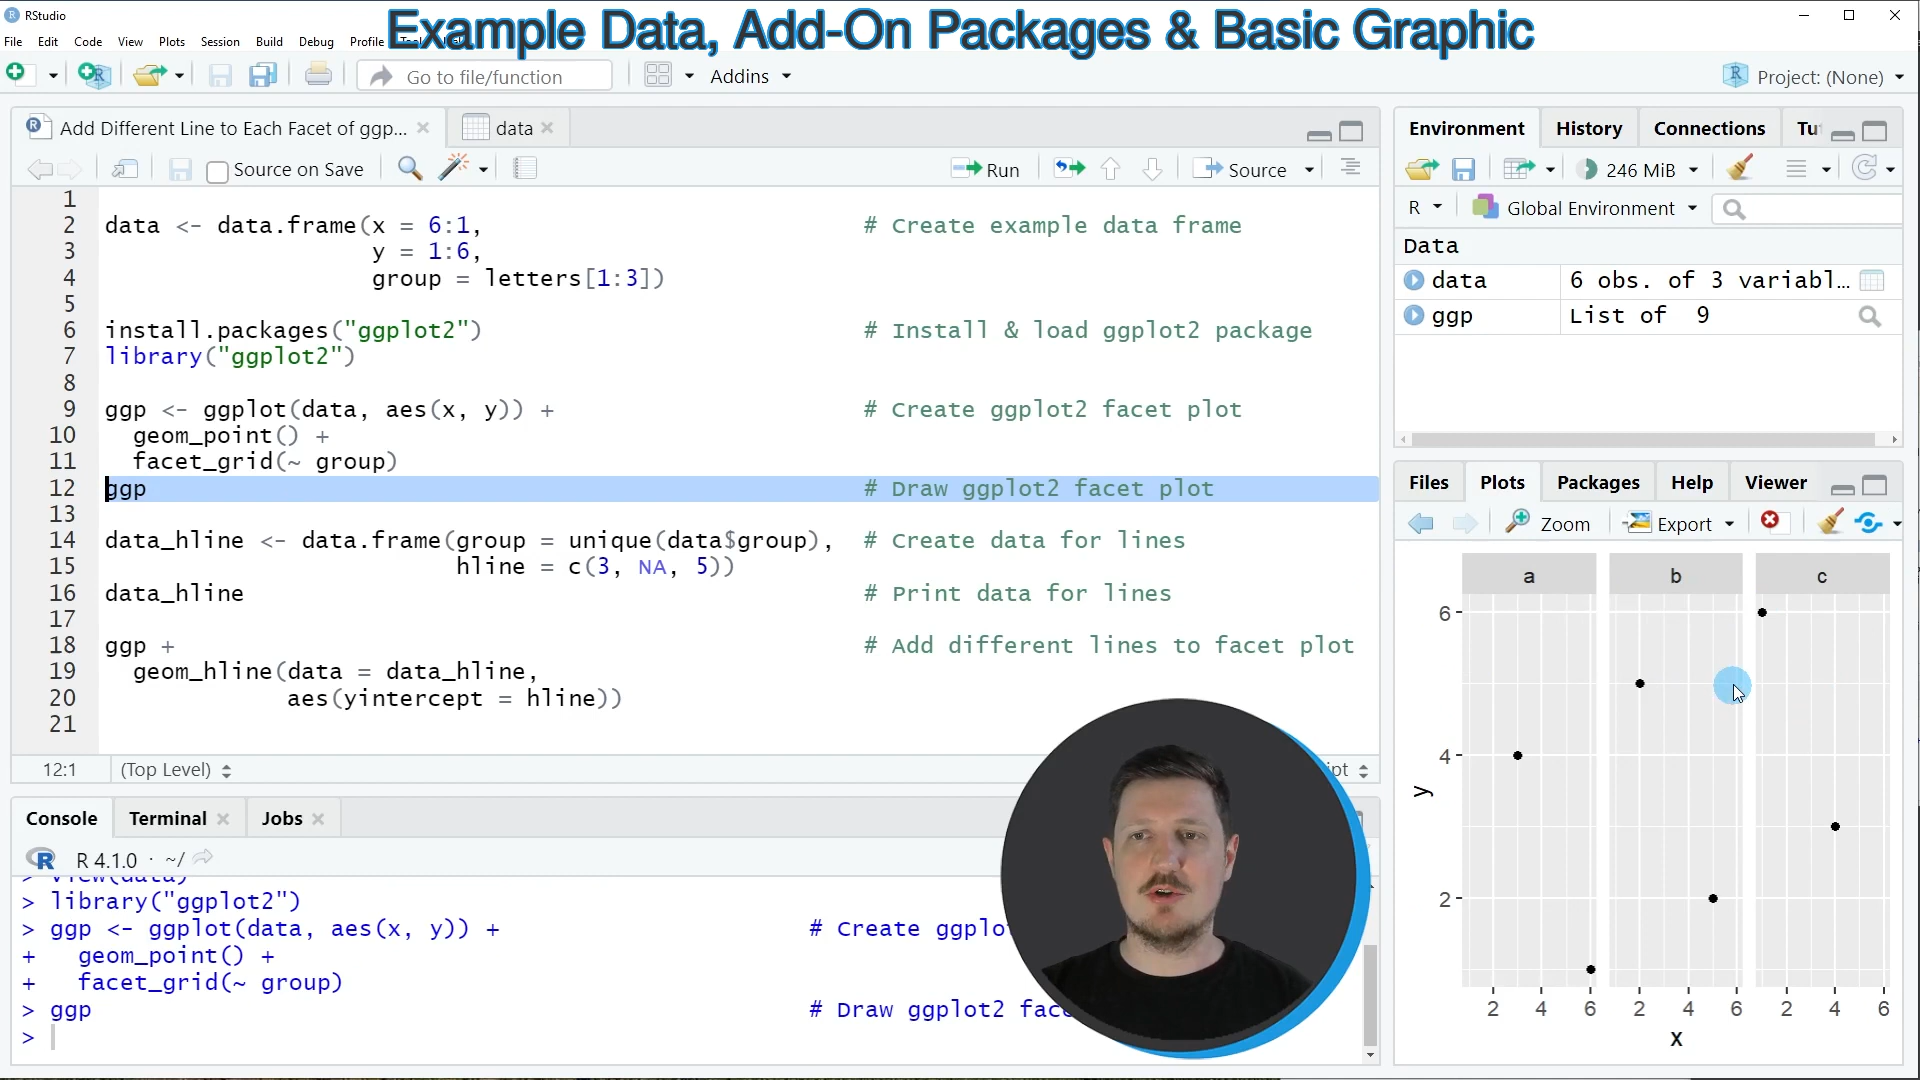 RStudio
Example Data, Add-On Packages & Basic Graphic
File Edit Code View Plots Session Build Debug Profile
Go to file/function
Addins
Project: (None)
Add Different Line to Each Facet of ggp...
data
Source on Save
Run
Source
1
2 data <- data.frame(x = 6:1, # Create example data frame
3 y = 1:6,
4 group = letters[1:3])
5
6 install.packages("ggplot2") # Install & load ggplot2 package
7 library("ggplot2")
8
9 ggp <- ggplot(data, aes(x, y)) + # Create ggplot2 facet plot
10 geom_point() +
11 facet_grid(~ group)
12 ggp # Draw ggplot2 facet plot
13
14 data_hline <- data.frame(group = unique(data$group), # Create data for lines
15 hline = c(3, NA, 5))
16 data_hline # Print data for lines
17
18 ggp + # Add different lines to facet plot
19 geom_hline(data = data_hline,
20 aes(yintercept = hline))
21
12:1 (Top Level)
Console Terminal Jobs
R 4.1.0 · ~/
> View(data)
> library("ggplot2")
> ggp <- ggplot(data, aes(x, y)) + # Create ggplo
+ geom_point() +
+ facet_grid(~ group)
> ggp # Draw ggplot2 face
>
Environment History Connections Tu
246 MiB
R Global Environment
Data
data 6 obs. of 3 variabl...
ggp List of 9
Files Plots Packages Help Viewer
Zoom Export
a b c
6
4
2
y
2 4 6 2 4 6 2 4 6
x